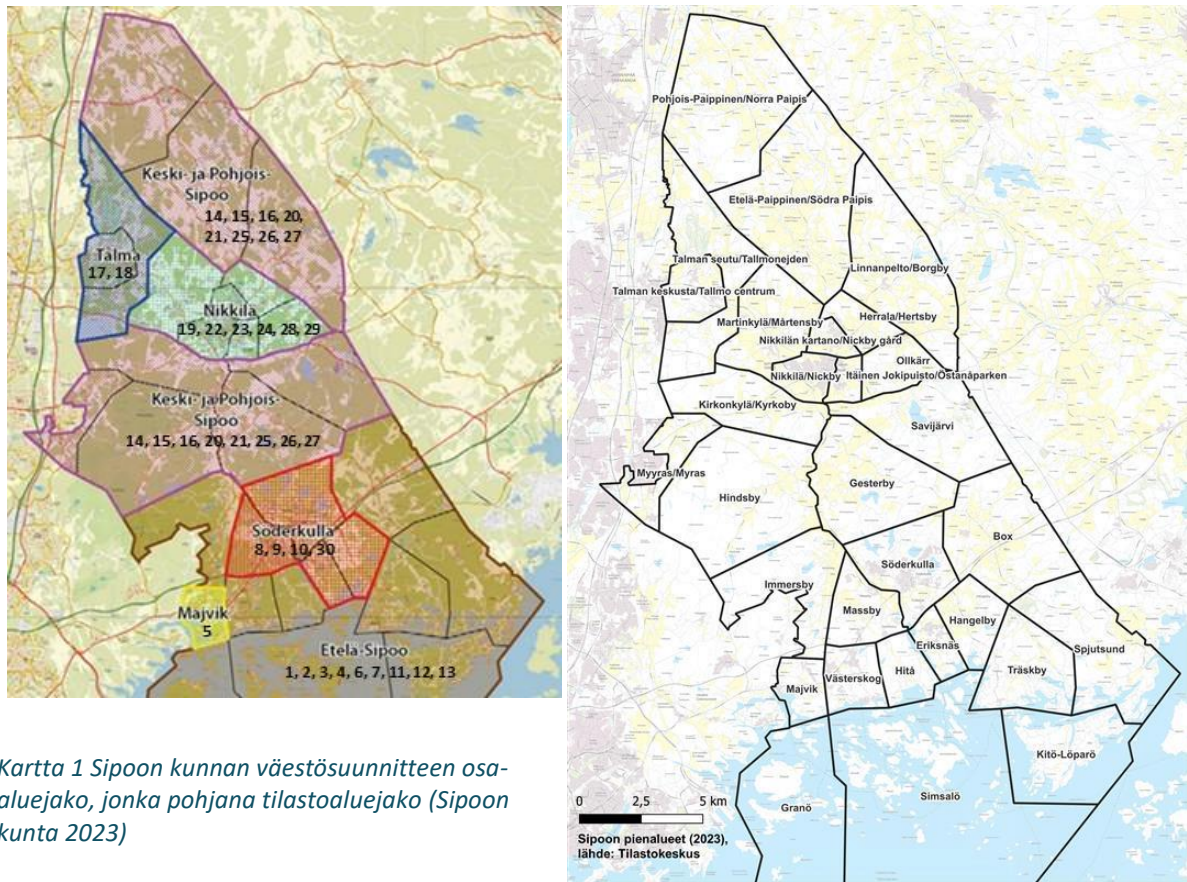 Keski- ja Pohjois-
Sipoo
14, 15, 16, 20,
21, 25, 26, 27
Talma
17, 18
Nikkilä
19, 22, 23, 24, 28, 29
Keski- ja Pohjois-
Sipoo
14, 15, 16, 20, 21, 25, 26, 27
Söderkulla
8, 9, 10, 30
Majvik
5
Etelä-Sipoo
1, 2, 3, 4, 6, 7, 11, 12, 13
Kartta 1 Sipoon kunnan väestösuunnitteen osa-
aluejako, jonka pohjana tilastoaluejako (Sipoon
kunta 2023)
Pohjois-Paippinen/Norra Paipis
Etelä-Paippinen/Södra Paipis
Talman seutu/Tallmonejden
Linnanpelto/Borgby
Talman keskusta/Tallmo centrum
Herrala/Hertsby
Martinkylä/Mårtensby
Nikkilän kartano/Nickby gård
Ollkärr
Nikkilä/Nickby
Itäinen Jokipuisto/Östanåparken
Kirkonkylä/Kyrkoby
Savijärvi
Myyras/Myras
Hindsby
Gesterby
Box
Söderkulla
Immersby
Massby
Hangelby
Eriksnäs
Spjutsund
Hitå
Träskby
Västerskog
Majvik
Kitö-Löparö
Simsalö
Granö
0 2,5 5 km
Sipoon pienalueet (2023),
lähde: Tilastokeskus